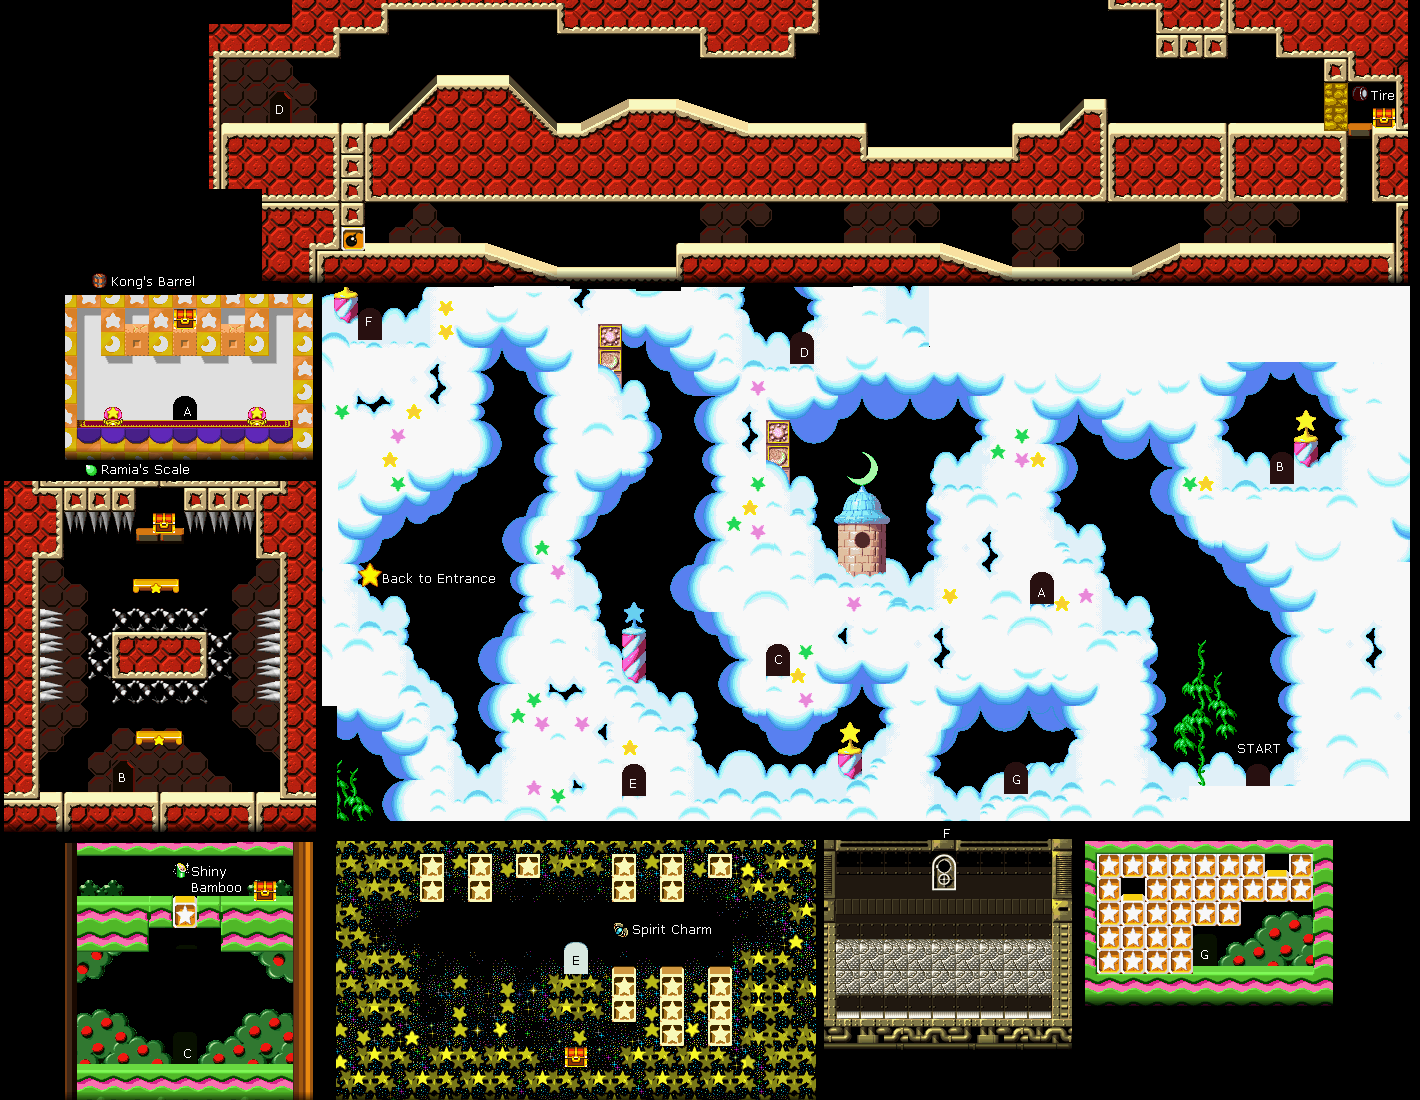 D
Tire
Kong's Barrel
F
D
A
B
Ramia's Scale
Back to Entrance
A
C
START
B
E
G
F
Shiny
Bamboo
Spirit Charm
E
G
C